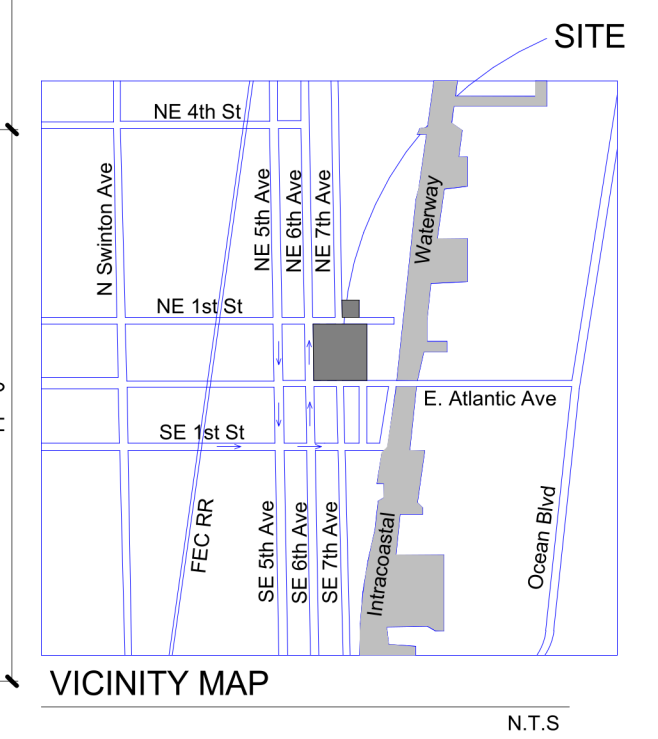 SITE
NE 4th St
N Swinton Ave
NE 5th Ave
NE 6th Ave
NE 7th Ave
Waterway
NE 1st St
E. Atlantic Ave
SE 1st St
FEC RR
SE 5th Ave
SE 6th Ave
SE 7th Ave
Intracoastal
Ocean Blvd
VICINITY MAP
N.T.S